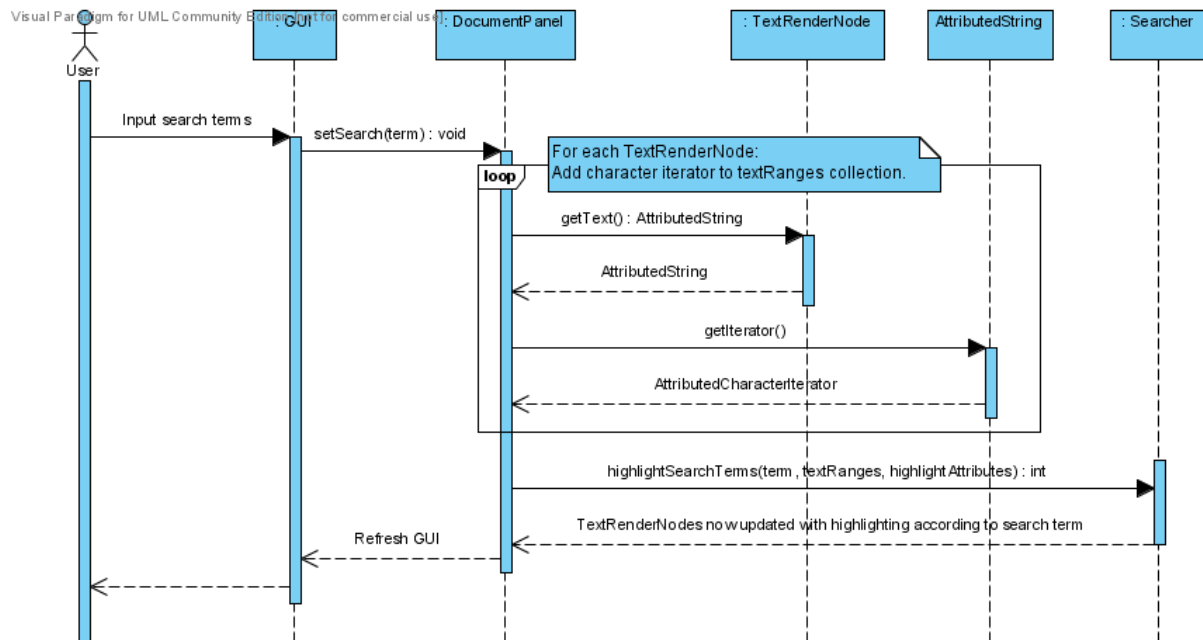 Visual Paradigm for UML Community Edition [not for commercial use]
: GUI
: DocumentPanel
: TextRenderNode
AttributedString
: Searcher
User
Input search terms
setSearch(term) : void
For each TextRenderNode:
Add character iterator to textRanges collection.
loop
getText() : AttributedString
AttributedString
getIterator()
AttributedCharacterIterator
highlightSearchTerms(term, textRanges, highlightAttributes) : int
TextRenderNodes now updated with highlighting according to search term
Refresh GUI